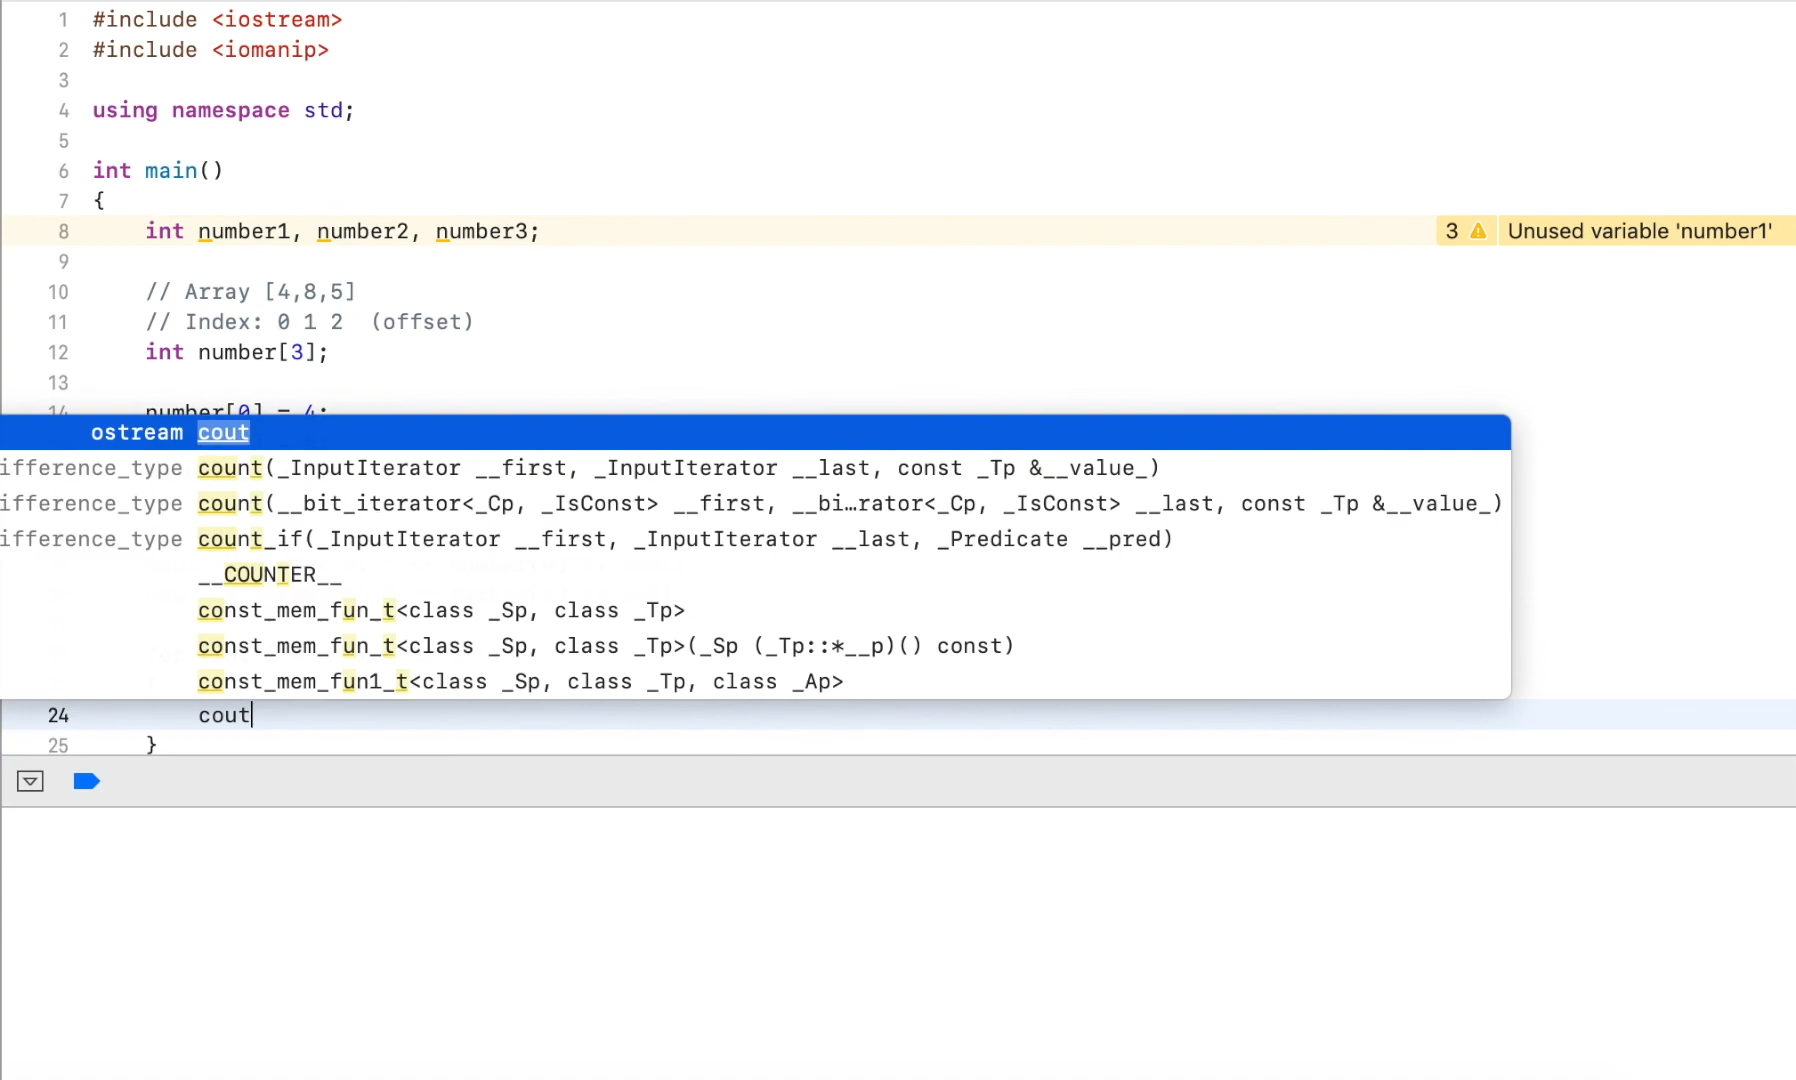 1 #include <iostream>
2 #include <iomanip>
3
4 using namespace std;
5
6 int main()
7 {
8 int number1, number2, number3; 3 Unused variable 'number1'
9
10 // Array [4,8,5]
11 // Index: 0 1 2 (offset)
12 int number[3];
13
14 number[0] = 4;
ostream cout
ifference_type count(_InputIterator __first, _InputIterator __last, const _Tp &__value_)
ifference_type count(__bit_iterator<_Cp, _IsConst> __first, __bi…rator<_Cp, _IsConst> __last, const _Tp &__value_)
ifference_type count_if(_InputIterator __first, _InputIterator __last, _Predicate __pred)
__COUNTER__
const_mem_fun_t<class _Sp, class _Tp>
const_mem_fun_t<class _Sp, class _Tp>(_Sp (_Tp::*__p)() const)
const_mem_fun1_t<class _Sp, class _Tp, class _Ap>
24 cout
25 }